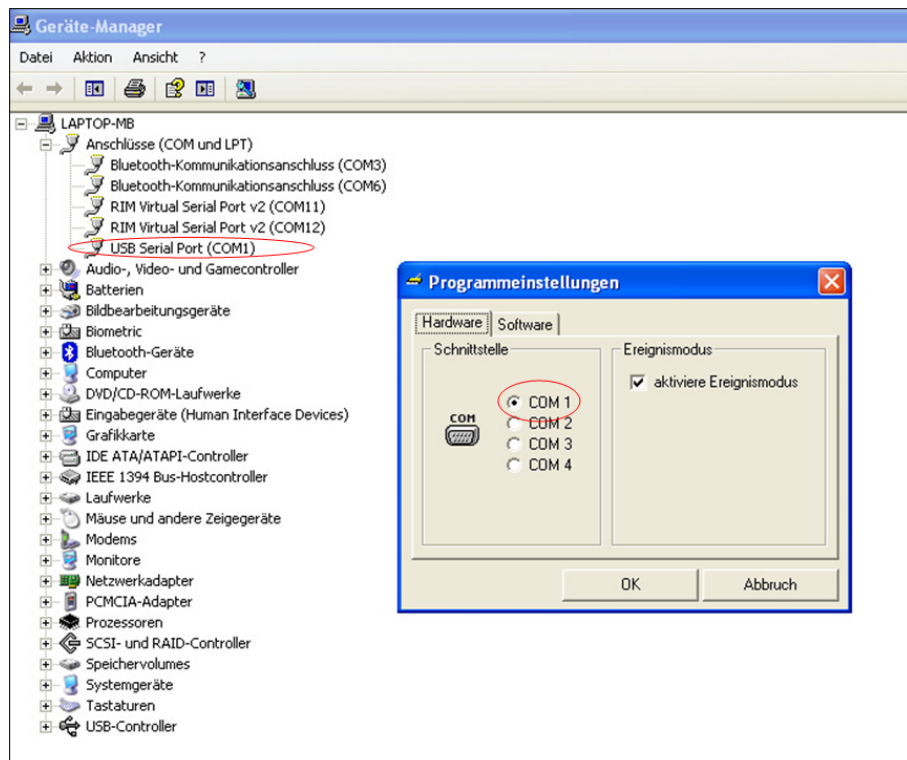 Geräte-Manager
Datei Aktion Ansicht ?
LAPTOP-MB
Anschlüsse (COM und LPT)
Bluetooth-Kommunikationsanschluss (COM3)
Bluetooth-Kommunikationsanschluss (COM6)
RIM Virtual Serial Port v2 (COM11)
RIM Virtual Serial Port v2 (COM12)
USB Serial Port (COM1)
Audio-, Video- und Gamecontroller
Batterien
Bildbearbeitungsgeräte
Biometric
Bluetooth-Geräte
Computer
DVD/CD-ROM-Laufwerke
Eingabegeräte (Human Interface Devices)
Grafikkarte
IDE ATA/ATAPI-Controller
IEEE 1394 Bus-Hostcontroller
Laufwerke
Mäuse und andere Zeigegeräte
Modems
Monitore
Netzwerkadapter
PCMCIA-Adapter
Prozessoren
SCSI- und RAID-Controller
Speichervolumes
Systemgeräte
Tastaturen
USB-Controller
Programmeinstellungen
Hardware Software
Schnittstelle
COM
COM 1
COM 2
COM 3
COM 4
Ereignismodus
aktiviere Ereignismodus
OK Abbruch